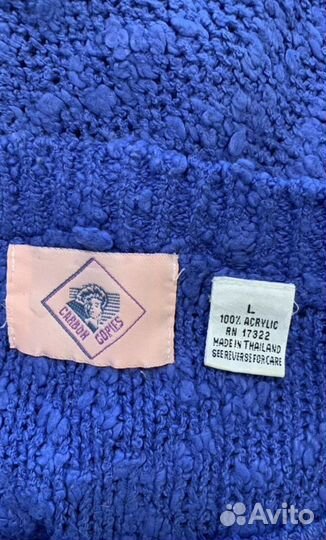 CARBON COPIES
L
100% ACRYLIC
RN 17322
MADE IN THAILAND
SEE REVERSE FOR CARE
Avito